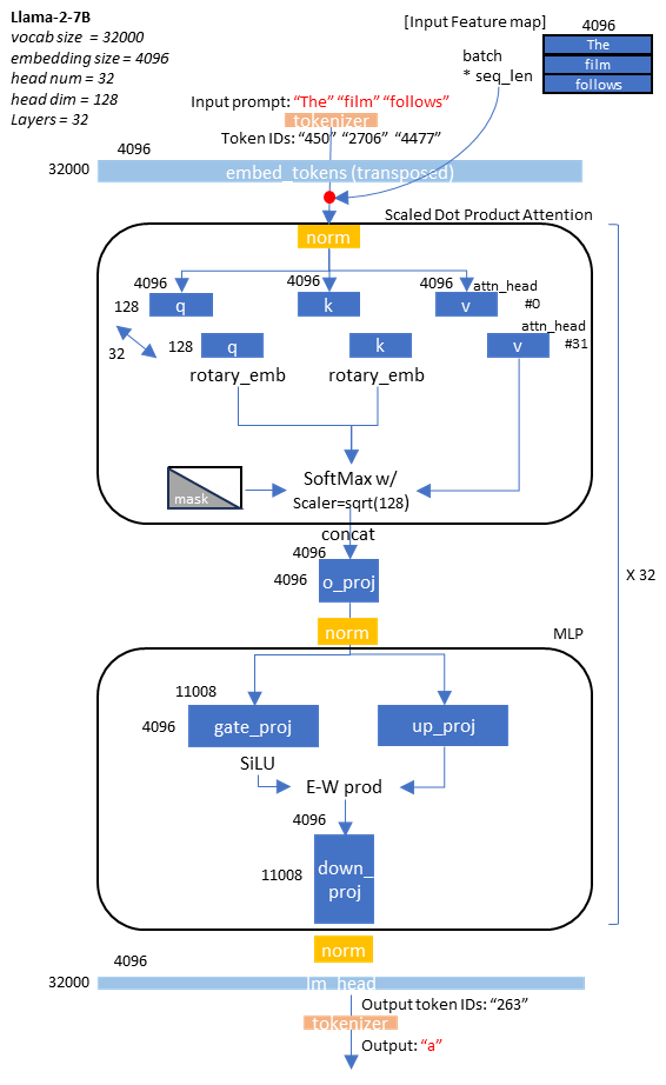 Llama-2-7B
vocab size = 32000
embedding size = 4096
head num = 32
head dim = 128
Layers = 32
[Input Feature map]
4096
The
film
follows
batch
* seq_len
Input prompt: “The” “film” “follows”
tokenizer
Token IDs: “450” “2706” “4477”
4096
32000
embed_tokens (transposed)
Scaled Dot Product Attention
norm
4096
4096
4096
attn_head
#0
128
q
k
v
attn_head
#31
32
128
q
k
v
rotary_emb
rotary_emb
mask
SoftMax w/
Scaler=sqrt(128)
concat
4096
4096
o_proj
X 32
norm
MLP
11008
4096
gate_proj
up_proj
SiLU
E-W prod
4096
11008
down_
proj
norm
4096
32000
lm_head
Output token IDs: “263”
tokenizer
Output: “a”